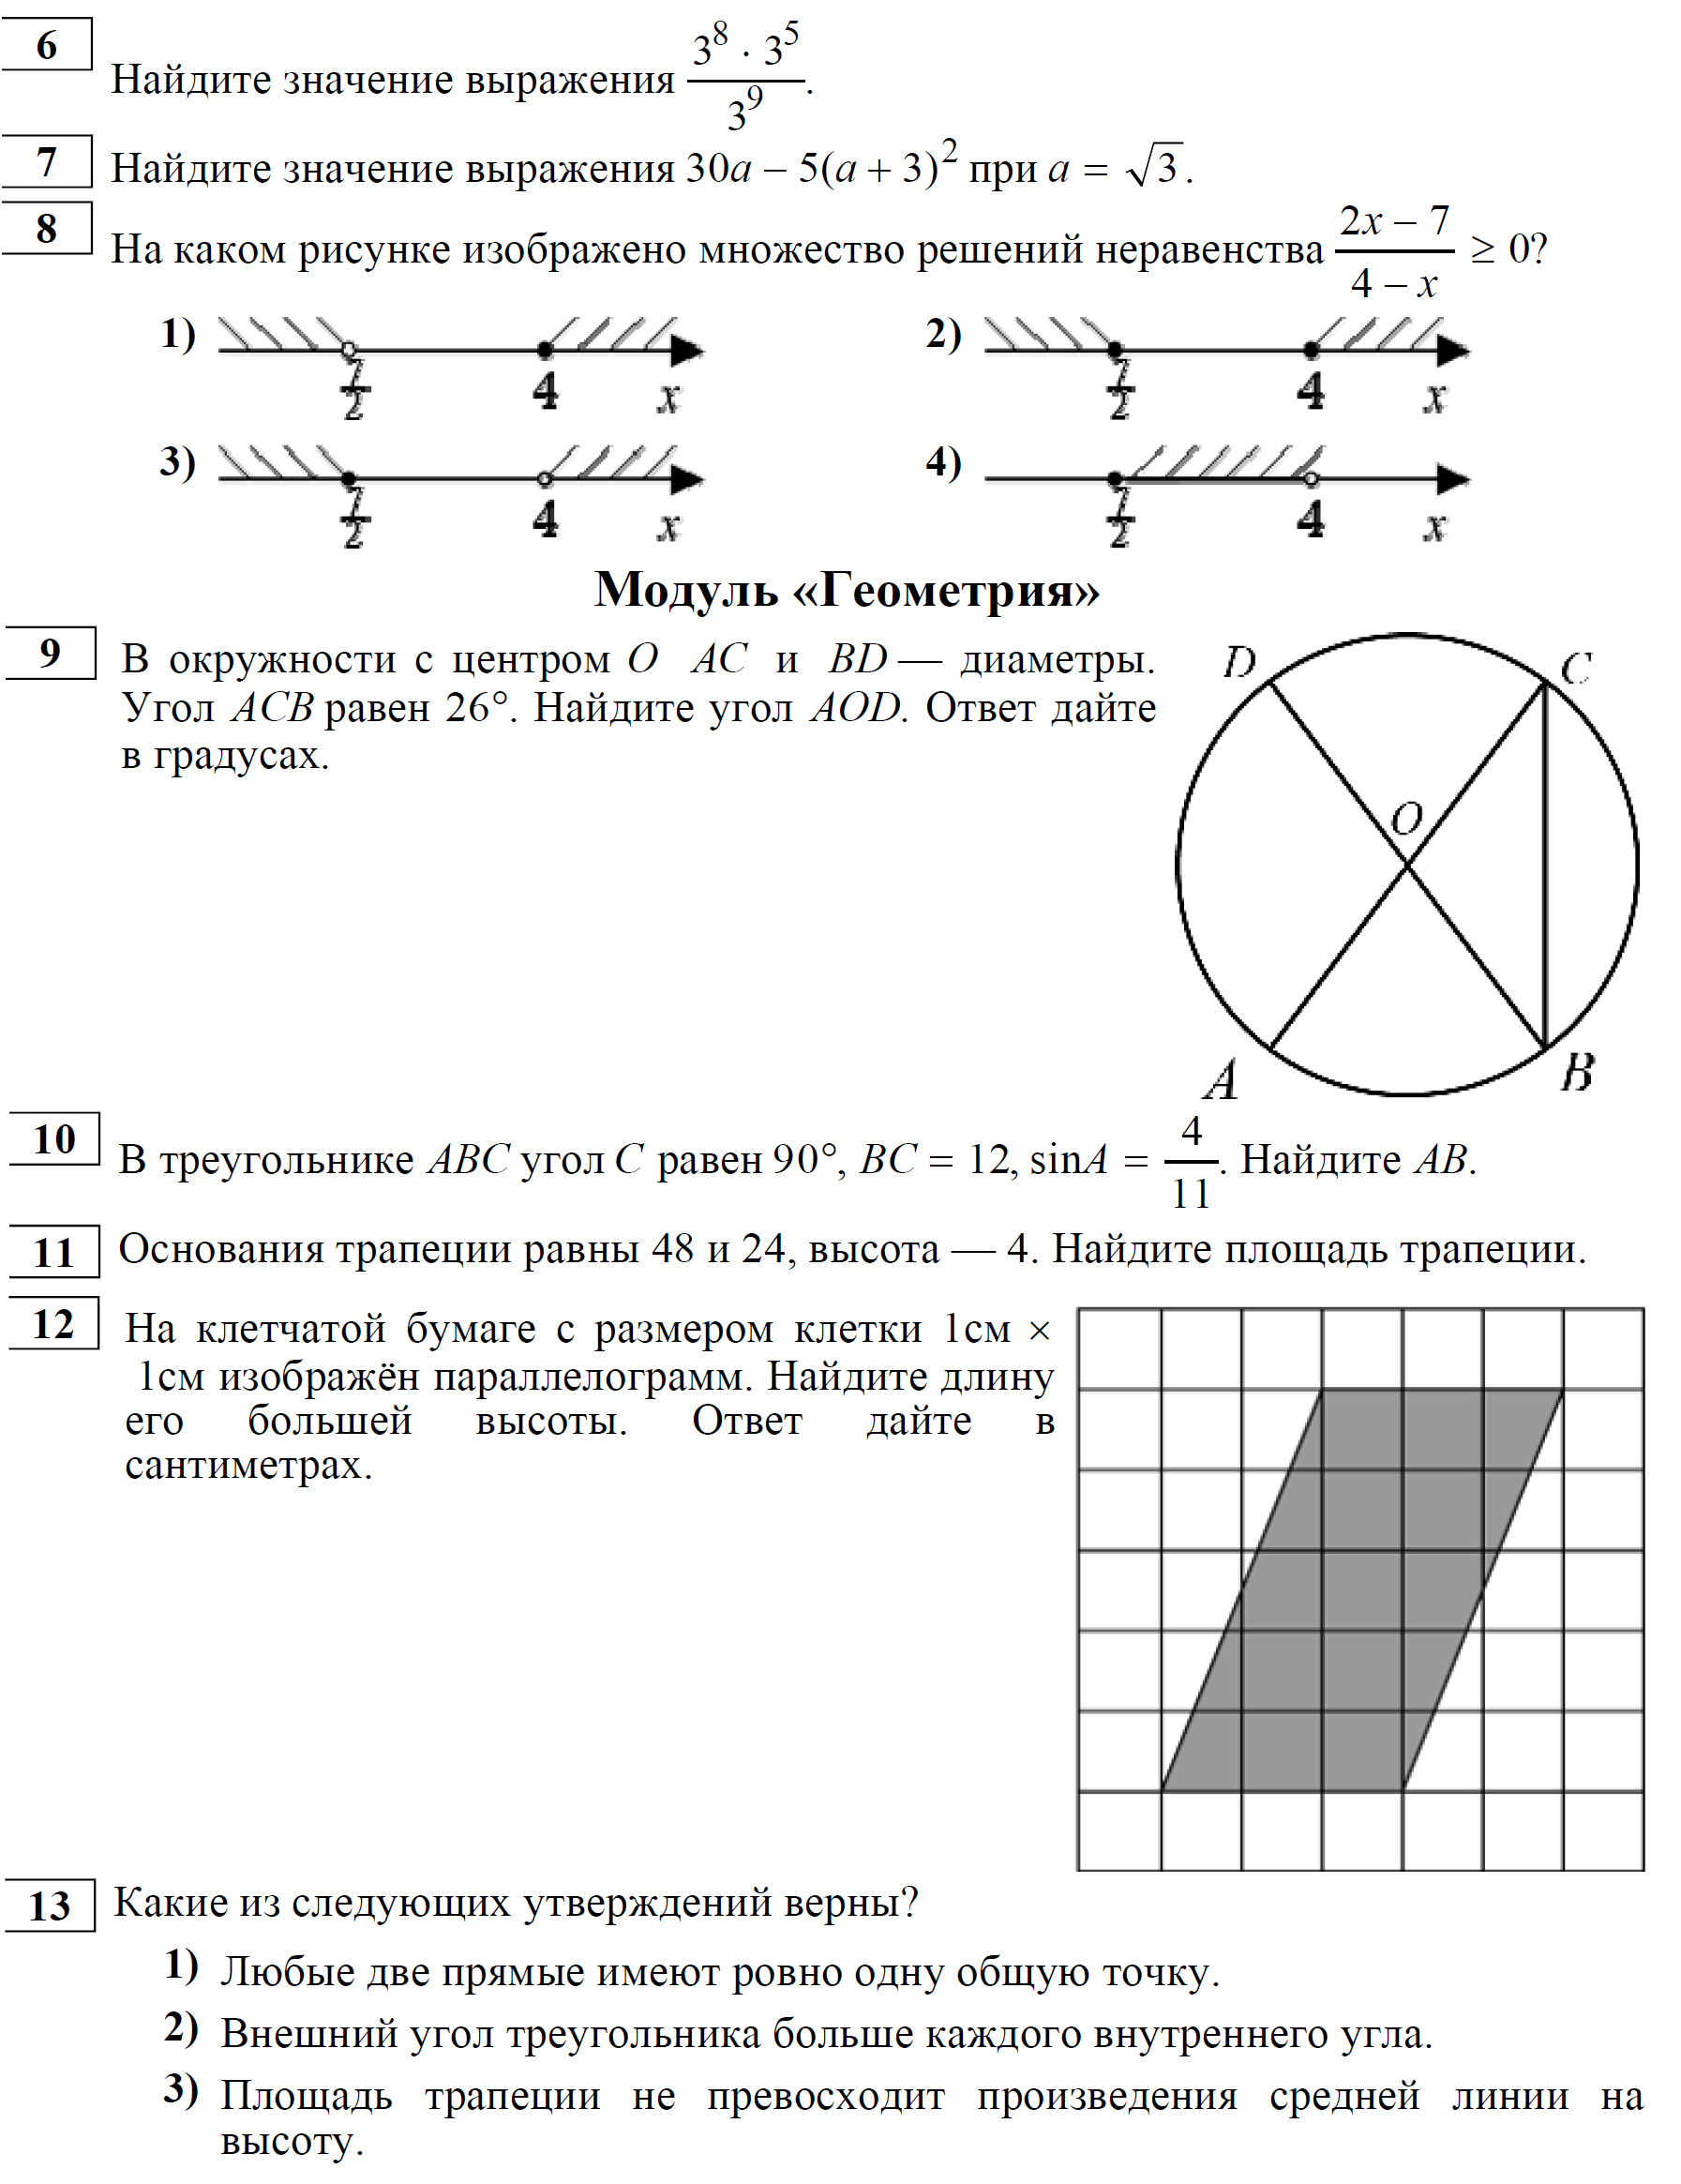 6
Найдите значение выражения (3^8 · 3^5)/3^9.
7 Найдите значение выражения 30a − 5(a + 3)^2 при a = √3.
8
На каком рисунке изображено множество решений неравенства (2x − 7)/(4 − x) ≥ 0?
1) 7/2 4 x 2) 7/2 4 x
3) 7/2 4 x 4) 7/2 4 x
Модуль «Геометрия»
9 В окружности с центром O AC и BD — диаметры.
Угол ACB равен 26°. Найдите угол AOD. Ответ дайте
в градусах.
D C
O
A B
10 В треугольнике ABC угол C равен 90°, BC = 12, sinA = 4/11. Найдите AB.
11 Основания трапеции равны 48 и 24, высота — 4. Найдите площадь трапеции.
12 На клетчатой бумаге с размером клетки 1см ×
1см изображён параллелограмм. Найдите длину
его большей высоты. Ответ дайте в
сантиметрах.
13 Какие из следующих утверждений верны?
1) Любые две прямые имеют ровно одну общую точку.
2) Внешний угол треугольника больше каждого внутреннего угла.
3) Площадь трапеции не превосходит произведения средней линии на
высоту.